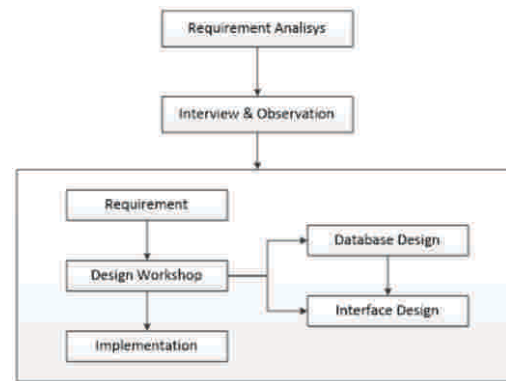 Requirement Analisys
Interview & Observation
Requirement
Database Design
Design Workshop
Interface Design
Implementation